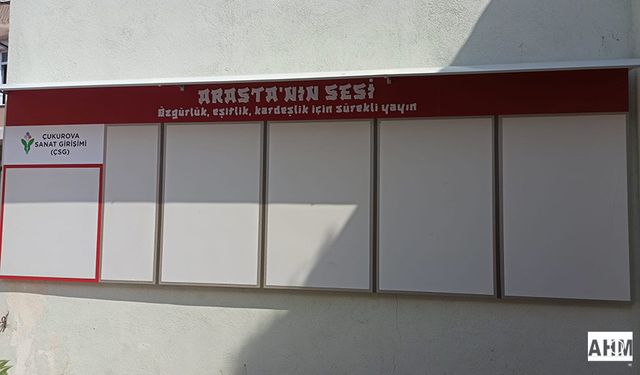 ARASTA'NIN SESİ
Özgürlük, eşitlik, kardeşlik için sürekli yayın
ÇUKUROVA
SANAT GİRİŞİMİ
(ÇSG)
AHM